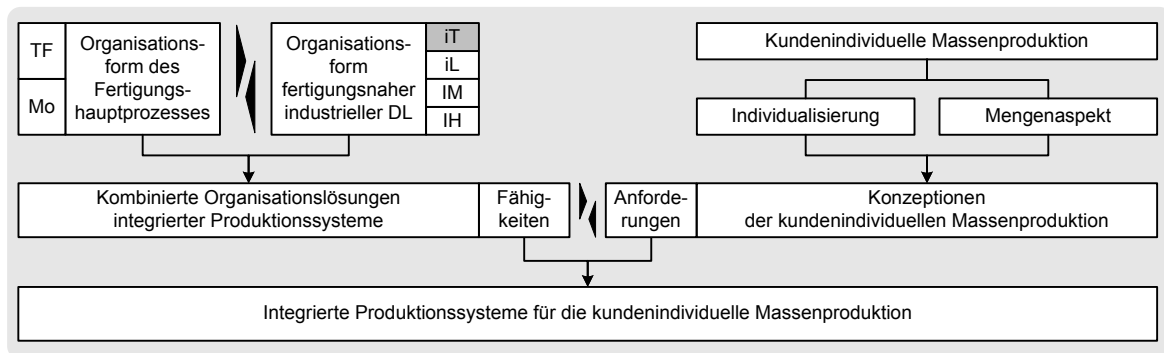 TF
Mo
Organisations-
form des
Fertigungs-
hauptprozesses
Organisations-
form
fertigungsnaher
industrieller DL
iT
iL
IM
IH
Kundenindividuelle Massenproduktion
Individualisierung
Mengenaspekt
Kombinierte Organisationslösungen
integrierter Produktionssysteme
Fähig-
keiten
Anforde-
rungen
Konzeptionen
der kundenindividuellen Massenproduktion
Integrierte Produktionssysteme für die kundenindividuelle Massenproduktion